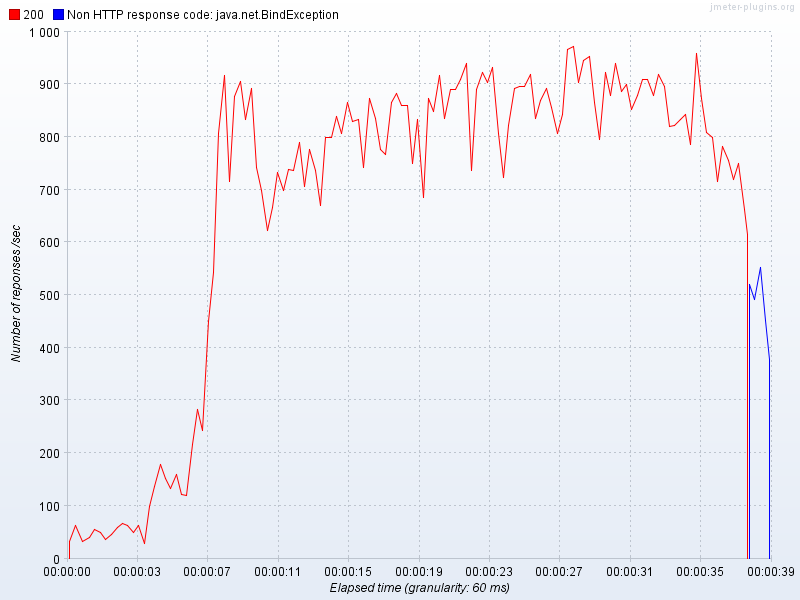 jmeter-plugins.org
200 Non HTTP response code: java.net.BindException
1 000
900
800
700
600
500
400
300
200
100
0
Number of reponses /sec
00:00:00 00:00:03 00:00:07 00:00:11 00:00:15 00:00:19 00:00:23 00:00:27 00:00:31 00:00:35 00:00:39
Elapsed time (granularity: 60 ms)